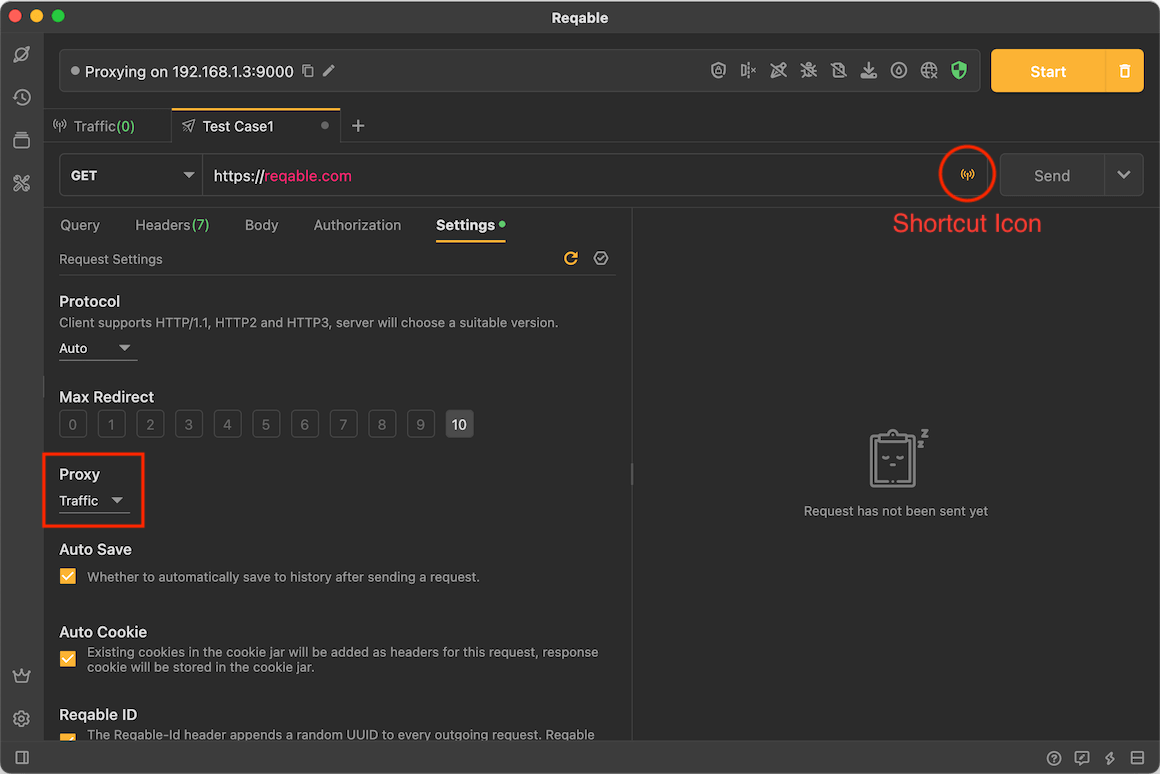 Reqable
Proxying on 192.168.1.3:9000
Start
Traffic(0)
Test Case1
GET
https://reqable.com
Send
Shortcut Icon
Query
Headers(7)
Body
Authorization
Settings
Request Settings
Protocol
Client supports HTTP/1.1, HTTP2 and HTTP3, server will choose a suitable version.
Auto
Max Redirect
0 1 2 3 4 5 6 7 8 9 10
Proxy
Traffic
Auto Save
Whether to automatically save to history after sending a request.
Auto Cookie
Existing cookies in the cookie jar will be added as headers for this request, response
cookie will be stored in the cookie jar.
Reqable ID
The Reqable-Id header appends a random UUID to every outgoing request. Reqable
z
z
Request has not been sent yet